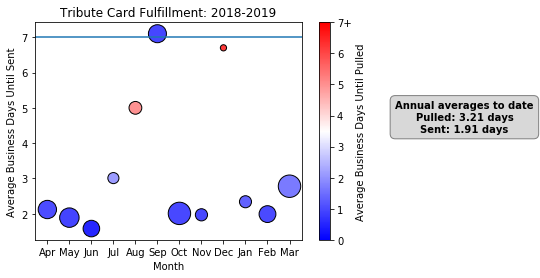 Tribute Card Fulfillment: 2018-2019
Average Business Days Until Sent
7
6
5
4
3
2
Apr May Jun Jul Aug Sep Oct Nov Dec Jan Feb Mar
Month
7+
6
5
4
3
2
1
0
Average Business Days Until Pulled
Annual averages to date
Pulled: 3.21 days
Sent: 1.91 days